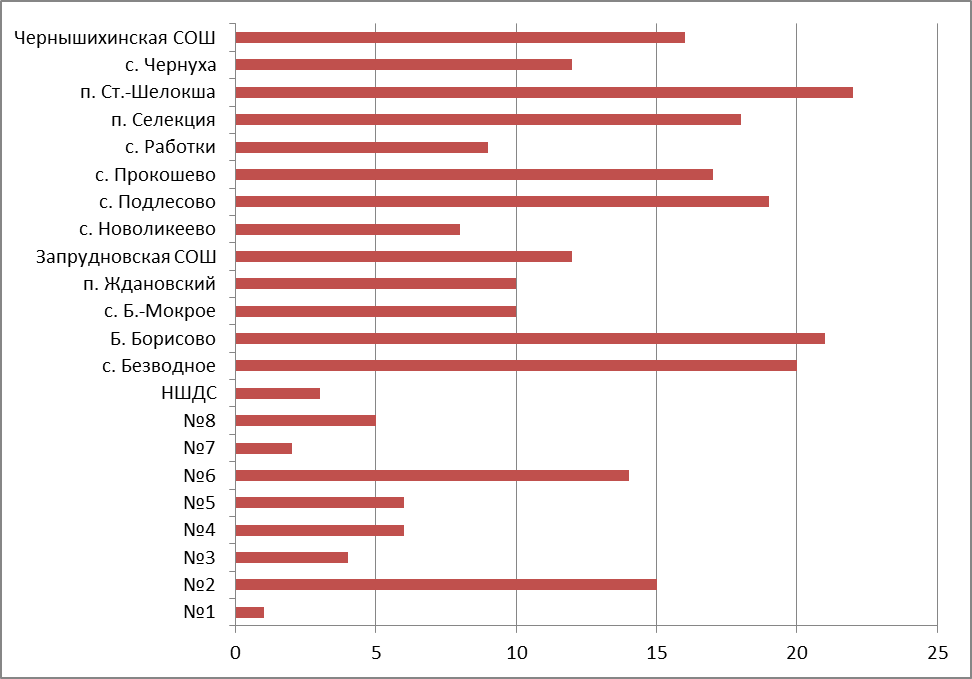 Чернышихинская СОШ
с. Чернуха
п. Ст.-Шелокша
п. Селекция
с. Работки
с. Прокошево
с. Подлесово
с. Новоликеево
Запрудновская СОШ
п. Ждановский
с. Б.-Мокрое
Б. Борисово
с. Безводное
НШДС
№8
№7
№6
№5
№4
№3
№2
№1
0 5 10 15 20 25